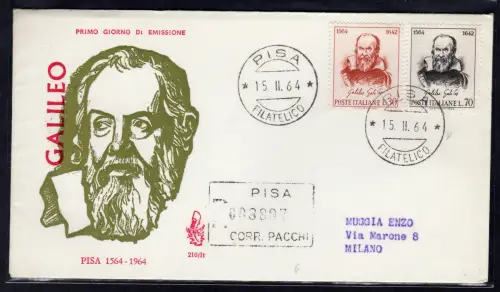 PRIMO GIORNO DI EMISSIONE
GALILEO
PISA 1564-1964
210/It
1564 1642
Galileo Galilei
POSTE ITALIANE L.30
1564 1642
Galileo Galilei
POSTE ITALIANE L.70
PISA
* 15.II.64 *
FILATELICO
PISA
* 15.II.64 *
FILATELICO
PISA
CORR. PACCHI
MUGGIA ENZO
Via Marone 8
MILANO